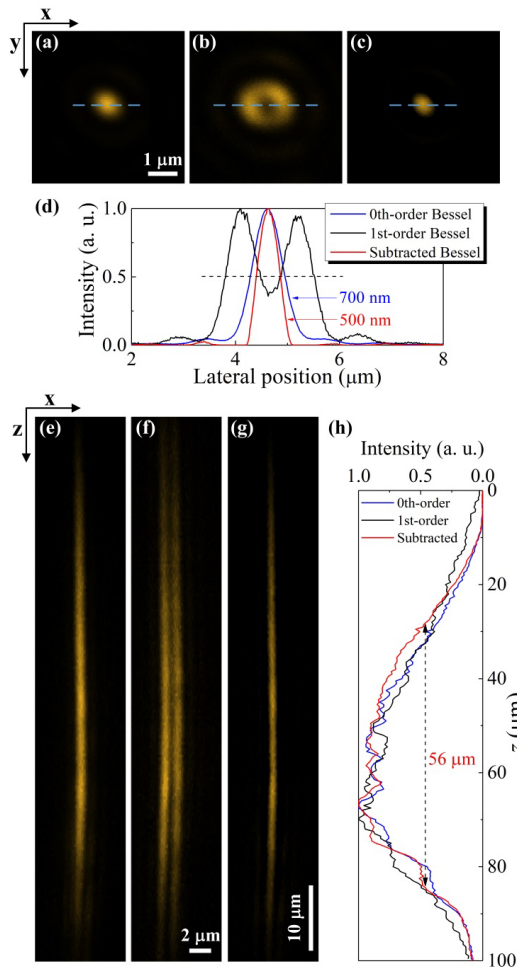 x
y
(a)
(b)
(c)
1 μm
(d)
1.0
0.5
0.0
Intensity (a. u.)
0th-order Bessel
1st-order Bessel
Subtracted Bessel
700 nm
500 nm
2
4
6
8
Lateral position (μm)
x
z
(e)
(f)
(g)
2 μm
10 μm
(h)
Intensity (a. u.)
1.0
0.5
0.0
0th-order
1st-order
Subtracted
0
20
40
60
80
100
56 μm
z (μm)